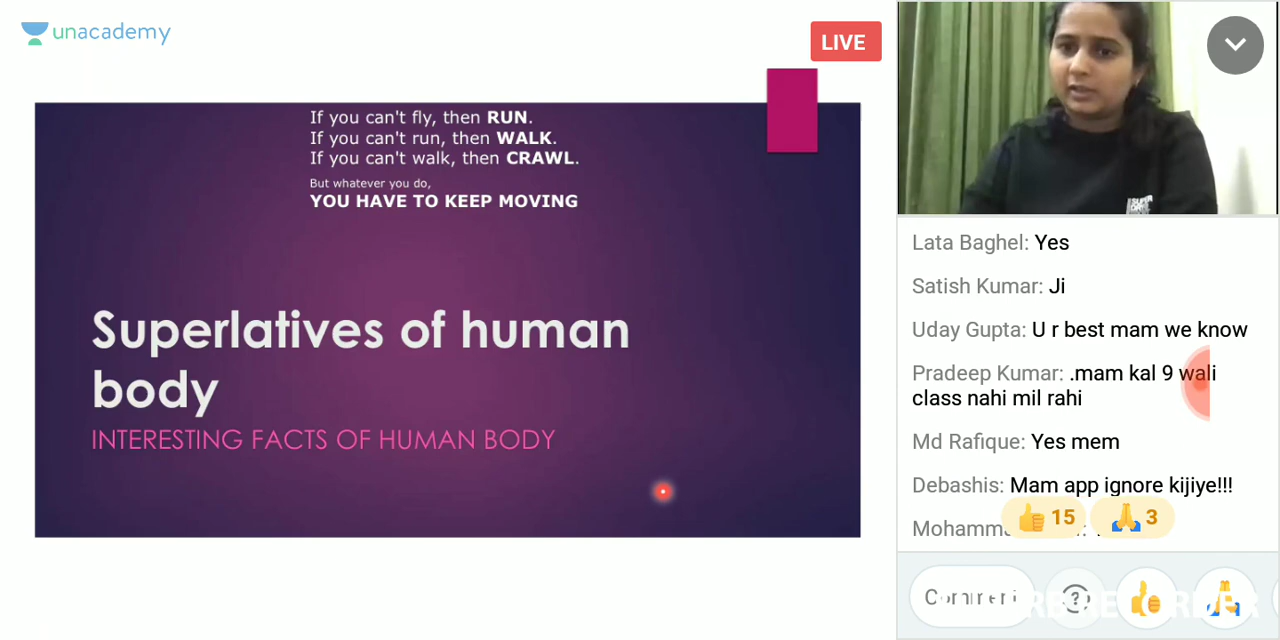 unacademy
LIVE
If you can't fly, then RUN.
If you can't run, then WALK.
If you can't walk, then CRAWL.
But whatever you do,
YOU HAVE TO KEEP MOVING
Superlatives of human
body
INTERESTING FACTS OF HUMAN BODY
Lata Baghel: Yes
Satish Kumar: Ji
Uday Gupta: U r best mam we know
Pradeep Kumar: .mam kal 9 wali
class nahi mil rahi
Md Rafique: Yes mem
Debashis: Mam app ignore kijiye!!!
15
3